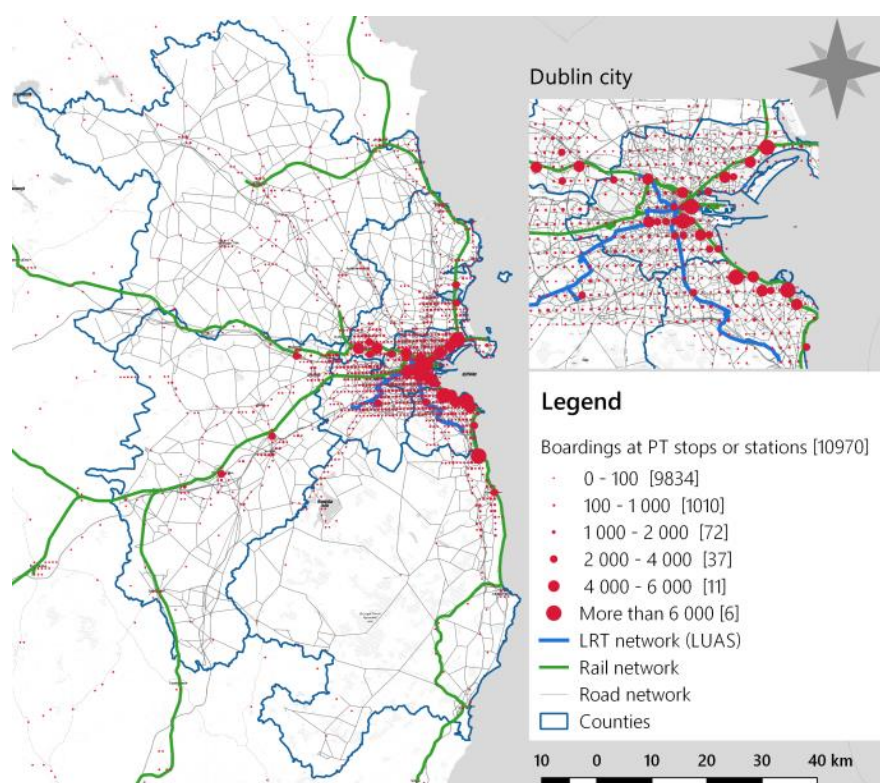 Dublin city
Legend
Boardings at PT stops or stations [10970]
0 - 100 [9834]
100 - 1 000 [1010]
1 000 - 2 000 [72]
2 000 - 4 000 [37]
4 000 - 6 000 [11]
More than 6 000 [6]
LRT network (LUAS)
Rail network
Road network
Counties
10 0 10 20 30 40 km